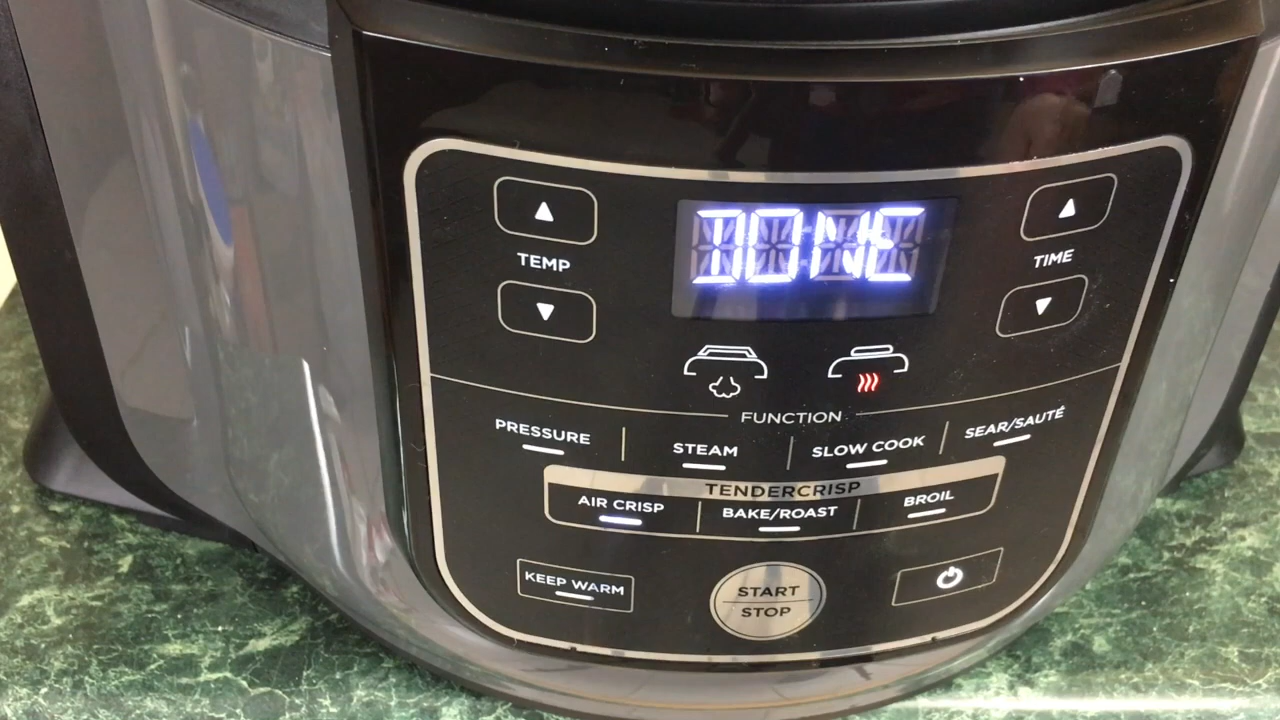 DONE
TEMP
TIME
FUNCTION
PRESSURE
STEAM
SLOW COOK
SEAR/SAUTÉ
TENDERCRISP
AIR CRISP
BAKE/ROAST
BROIL
KEEP WARM
START
STOP